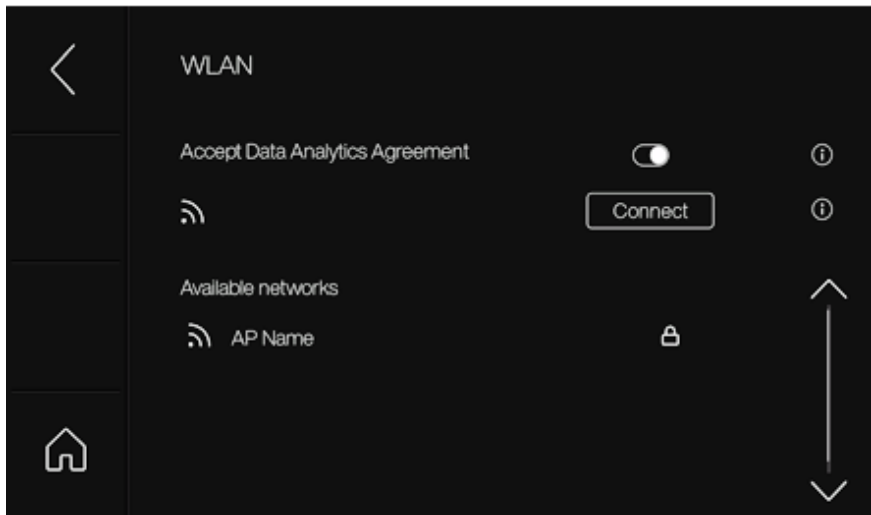 WLAN
Accept Data Analytics Agreement
Connect
Available networks
AP Name